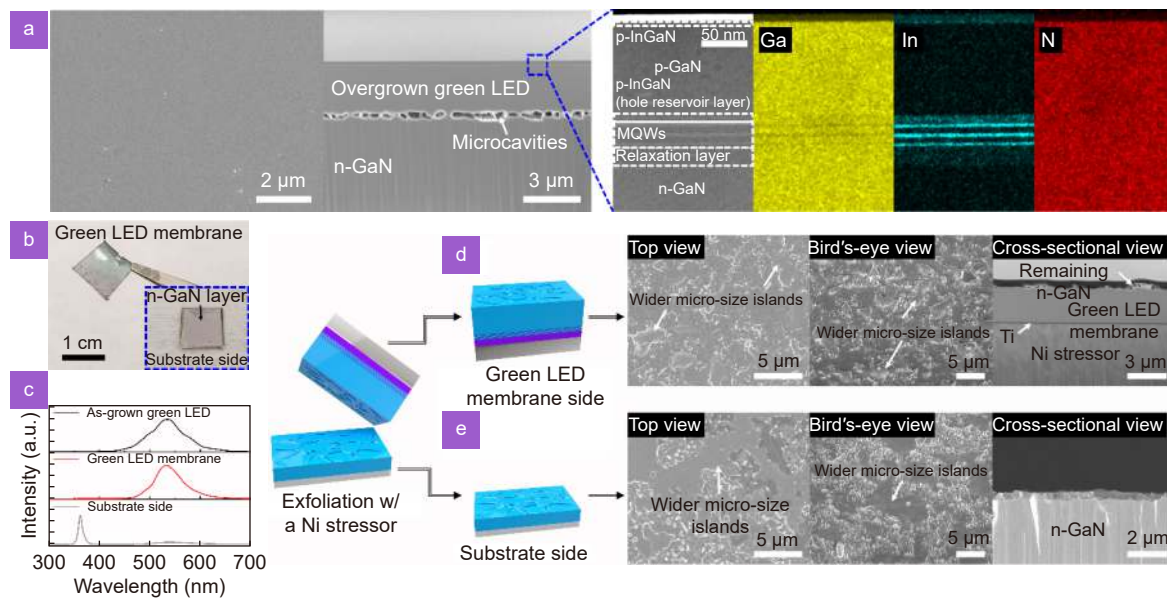 a
Overgrown green LED
Microcavities
n-GaN
2 µm
3 µm
p-InGaN
50 nm
p-GaN
p-InGaN
(hole reservoir layer)
MQWs
Relaxation layer
n-GaN
Ga
In
N
b
Green LED membrane
n-GaN layer
1 cm
Substrate side
c
As-grown green LED
Green LED membrane
Substrate side
Intensity (a.u.)
300 400 500 600 700
Wavelength (nm)
Exfoliation w/
a Ni stressor
d
Green LED
membrane side
Top view
Wider micro-size islands
5 µm
Bird's-eye view
Wider micro-size islands
5 µm
Cross-sectional view
Remaining
n-GaN
Green LED
membrane
Ti
Ni stressor
3 µm
e
Substrate side
Top view
Wider micro-size
islands
5 µm
Bird's-eye view
Wider micro-size islands
5 µm
Cross-sectional view
n-GaN
2 µm